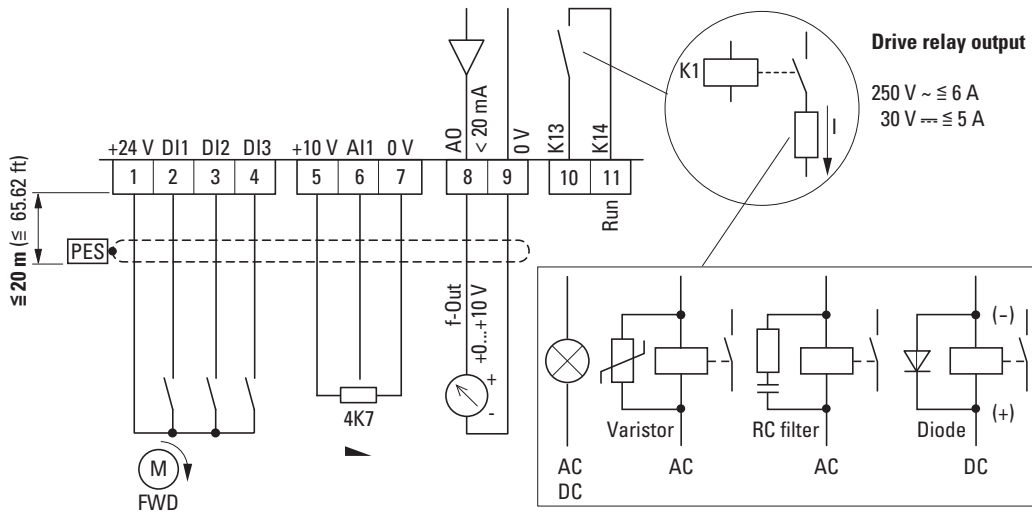 Drive relay output
K1
250 V ~ ≦ 6 A
30 V ⎓ ≦ 5 A
I
AO
< 20 mA
0 V
K13
K14
+24 V DI1 DI2 DI3
+10 V AI1 0 V
1 2 3 4
5 6 7
8 9
10 11
Run
≦ 20 m (≦ 65.62 ft)
PES
f-Out
+0...+10 V
+
-
4K7
M
FWD
(-)
(+)
Varistor
RC filter
Diode
AC
DC
AC
AC
DC